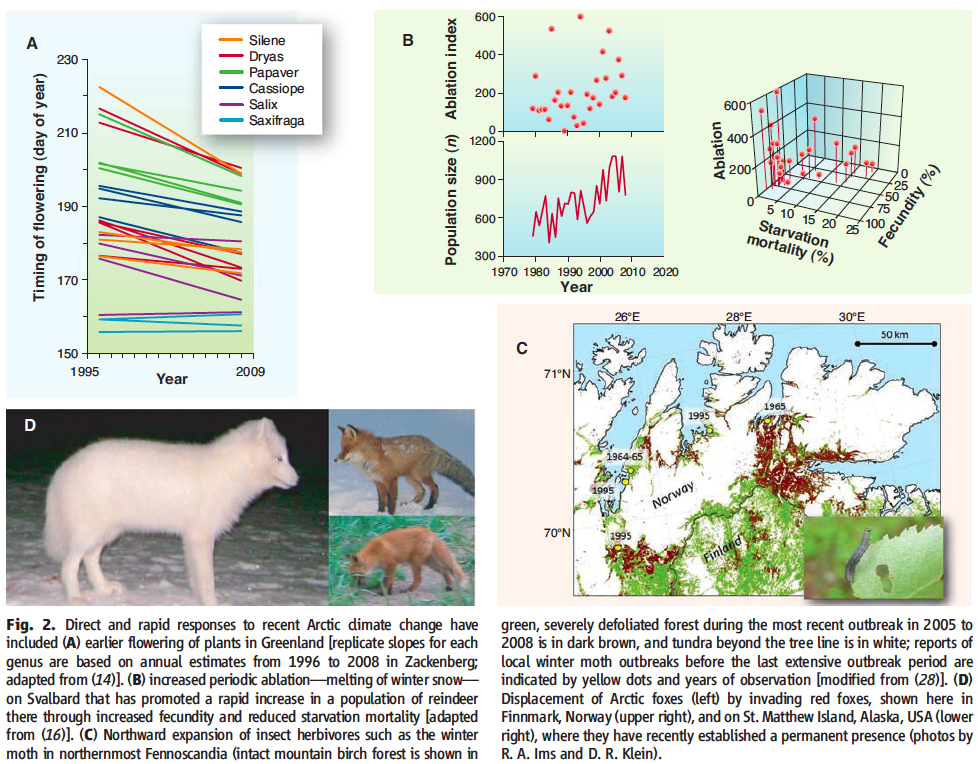 A
Silene
Dryas
Papaver
Cassiope
Salix
Saxifraga
Timing of flowering (day of year)
230
210
190
170
150
1995
2009
Year
B
Ablation index
600
400
200
0
Population size (n)
1200
900
600
300
1970
1980
1990
2000
2010
2020
Year
Ablation
600
400
200
0
5
10
15
20
25
Starvation
mortality (%)
0
25
50
75
100
Fecundity (%)
C
26°E
28°E
30°E
50 km
71°N
70°N
1995
1965
1964-65
1995
1995
Norway
Finland
D
Fig. 2. Direct and rapid responses to recent Arctic climate change have
included (A) earlier flowering of plants in Greenland [replicate slopes for each
genus are based on annual estimates from 1996 to 2008 in Zackenberg;
adapted from (14)]. (B) increased periodic ablation—melting of winter snow—
on Svalbard that has promoted a rapid increase in a population of reindeer
there through increased fecundity and reduced starvation mortality [adapted
from (16)]. (C) Northward expansion of insect herbivores such as the winter
moth in northernmost Fennoscandia (intact mountain birch forest is shown in
green, severely defoliated forest during the most recent outbreak in 2005 to
2008 is in dark brown, and tundra beyond the tree line is in white; reports of
local winter moth outbreaks before the last extensive outbreak period are
indicated by yellow dots and years of observation [modified from (28)]. (D)
Displacement of Arctic foxes (left) by invading red foxes, shown here in
Finnmark, Norway (upper right), and on St. Matthew Island, Alaska, USA (lower
right), where they have recently established a permanent presence (photos by
R. A. Ims and D. R. Klein).